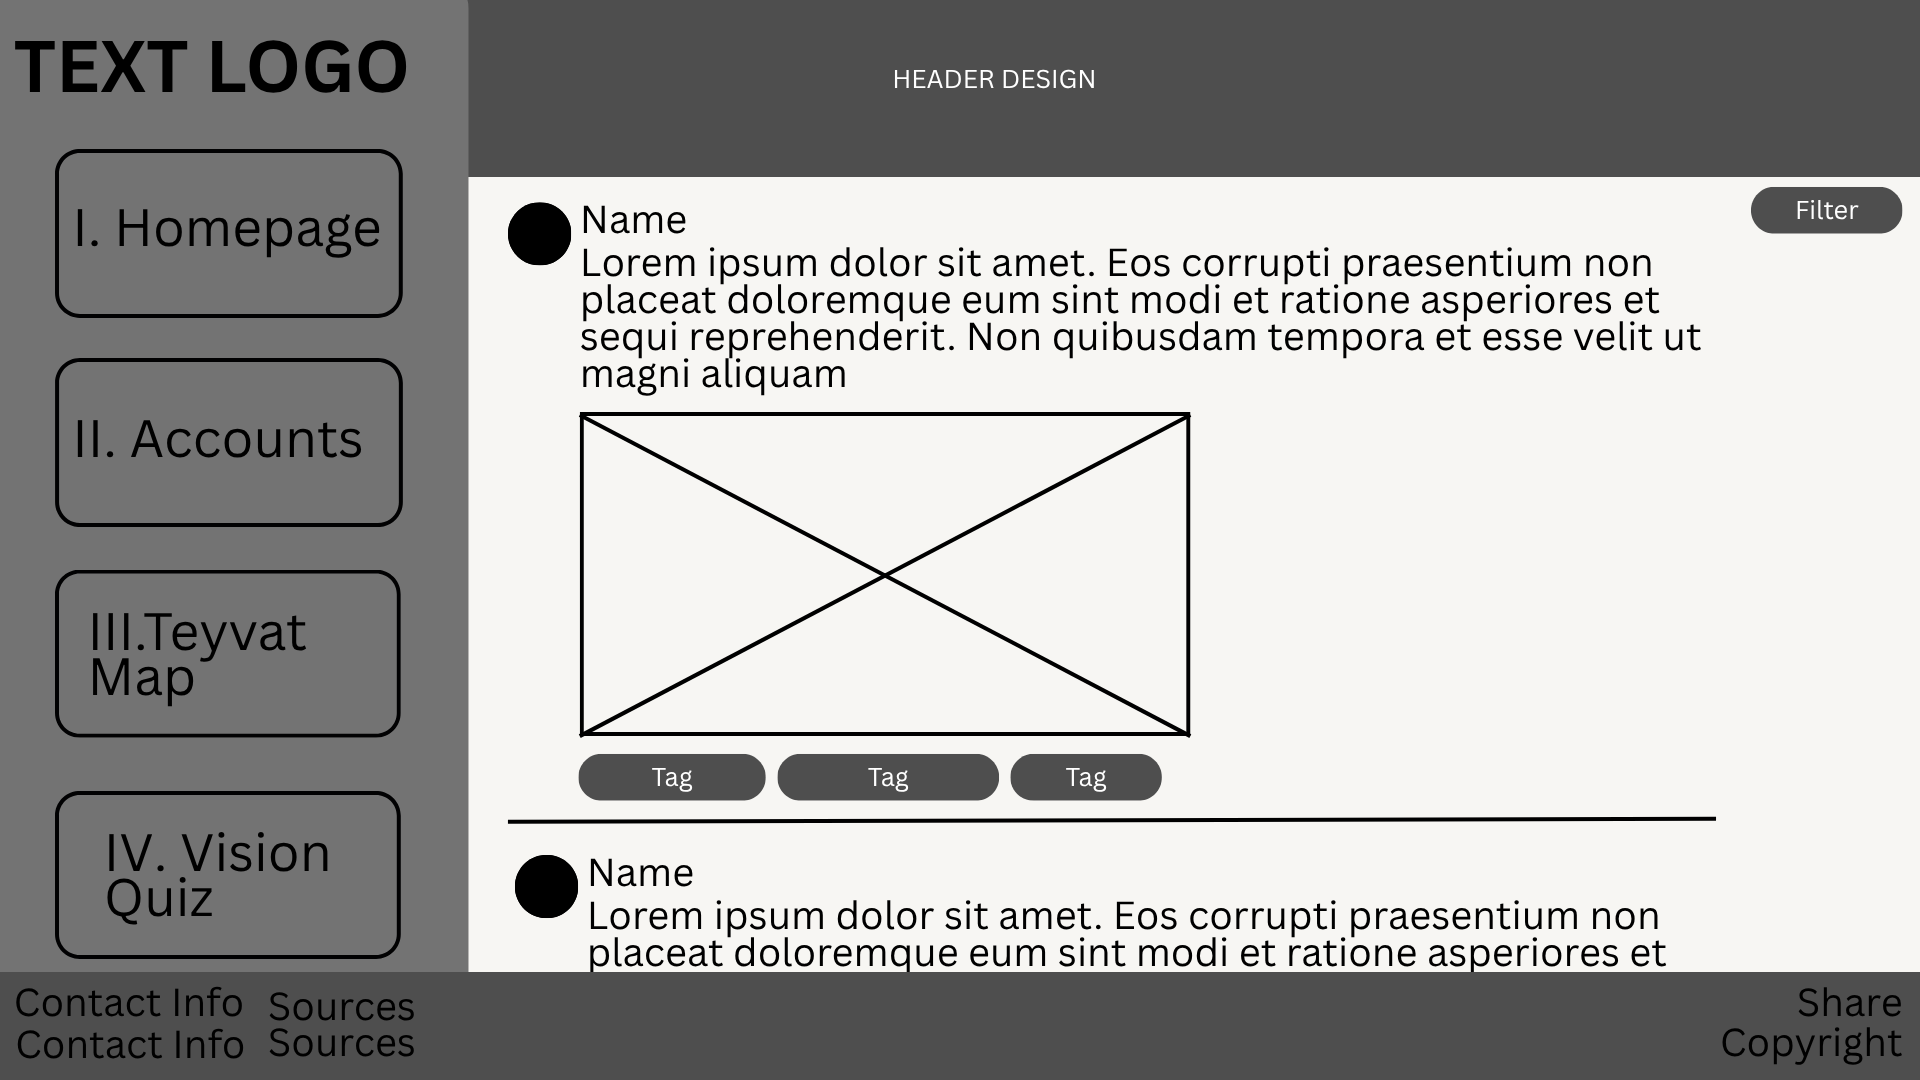 TEXT LOGO
I. Homepage
II. Accounts
III.Teyvat
Map
IV. Vision
Quiz
HEADER DESIGN
Filter
Name
Lorem ipsum dolor sit amet. Eos corrupti praesentium non
placeat doloremque eum sint modi et ratione asperiores et
sequi reprehenderit. Non quibusdam tempora et esse velit ut
magni aliquam
Tag
Tag
Tag
Name
Lorem ipsum dolor sit amet. Eos corrupti praesentium non
placeat doloremque eum sint modi et ratione asperiores et
Contact Info
Contact Info
Sources
Sources
Share
Copyright